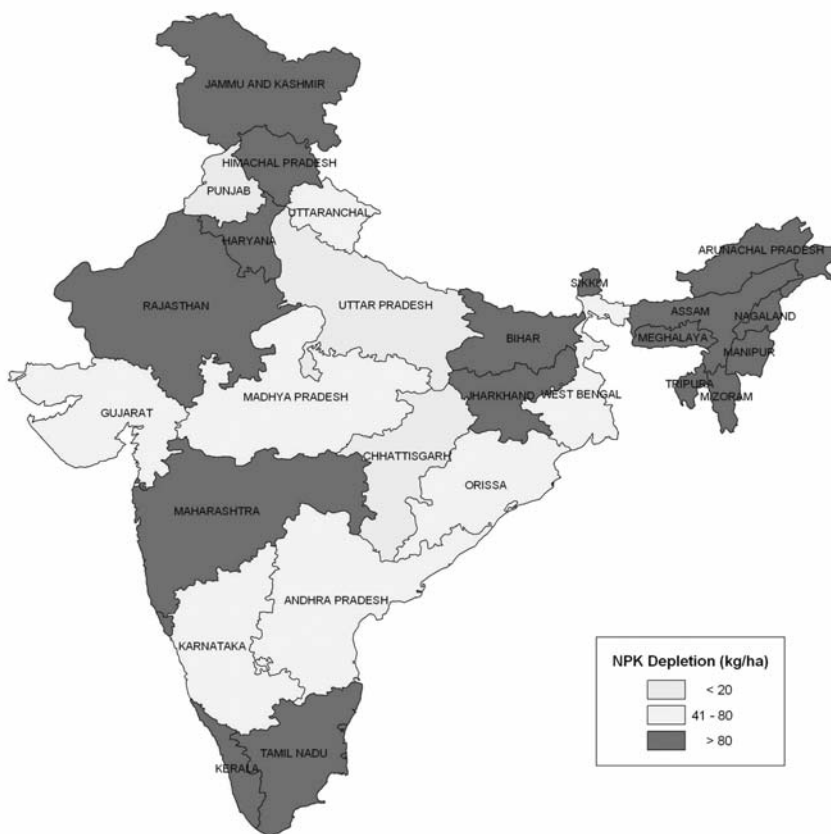 JAMMU AND KASHMIR
HIMACHAL PRADESH
PUNJAB
UTTARANCHAL
HARYANA
ARUNACHAL PRADESH
SIKKIM
RAJASTHAN
UTTAR PRADESH
ASSAM
NAGALAND
BIHAR
MEGHALAYA
MANIPUR
TRIPURA
MIZORAM
JHARKHAND
WEST BENGAL
MADHYA PRADESH
GUJARAT
CHHATTISGARH
ORISSA
MAHARASHTRA
ANDHRA PRADESH
KARNATAKA
TAMIL NADU
KERALA
NPK Depletion (kg/ha)
< 20
41 - 80
> 80